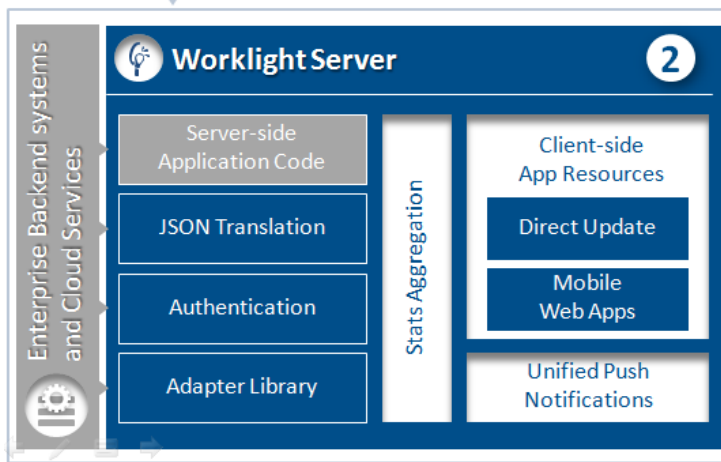 Enterprise Backend systems
and Cloud Services
Worklight Server
2
Server-side
Application Code
JSON Translation
Authentication
Adapter Library
Stats Aggregation
Client-side
App Resources
Direct Update
Mobile
Web Apps
Unified Push
Notifications